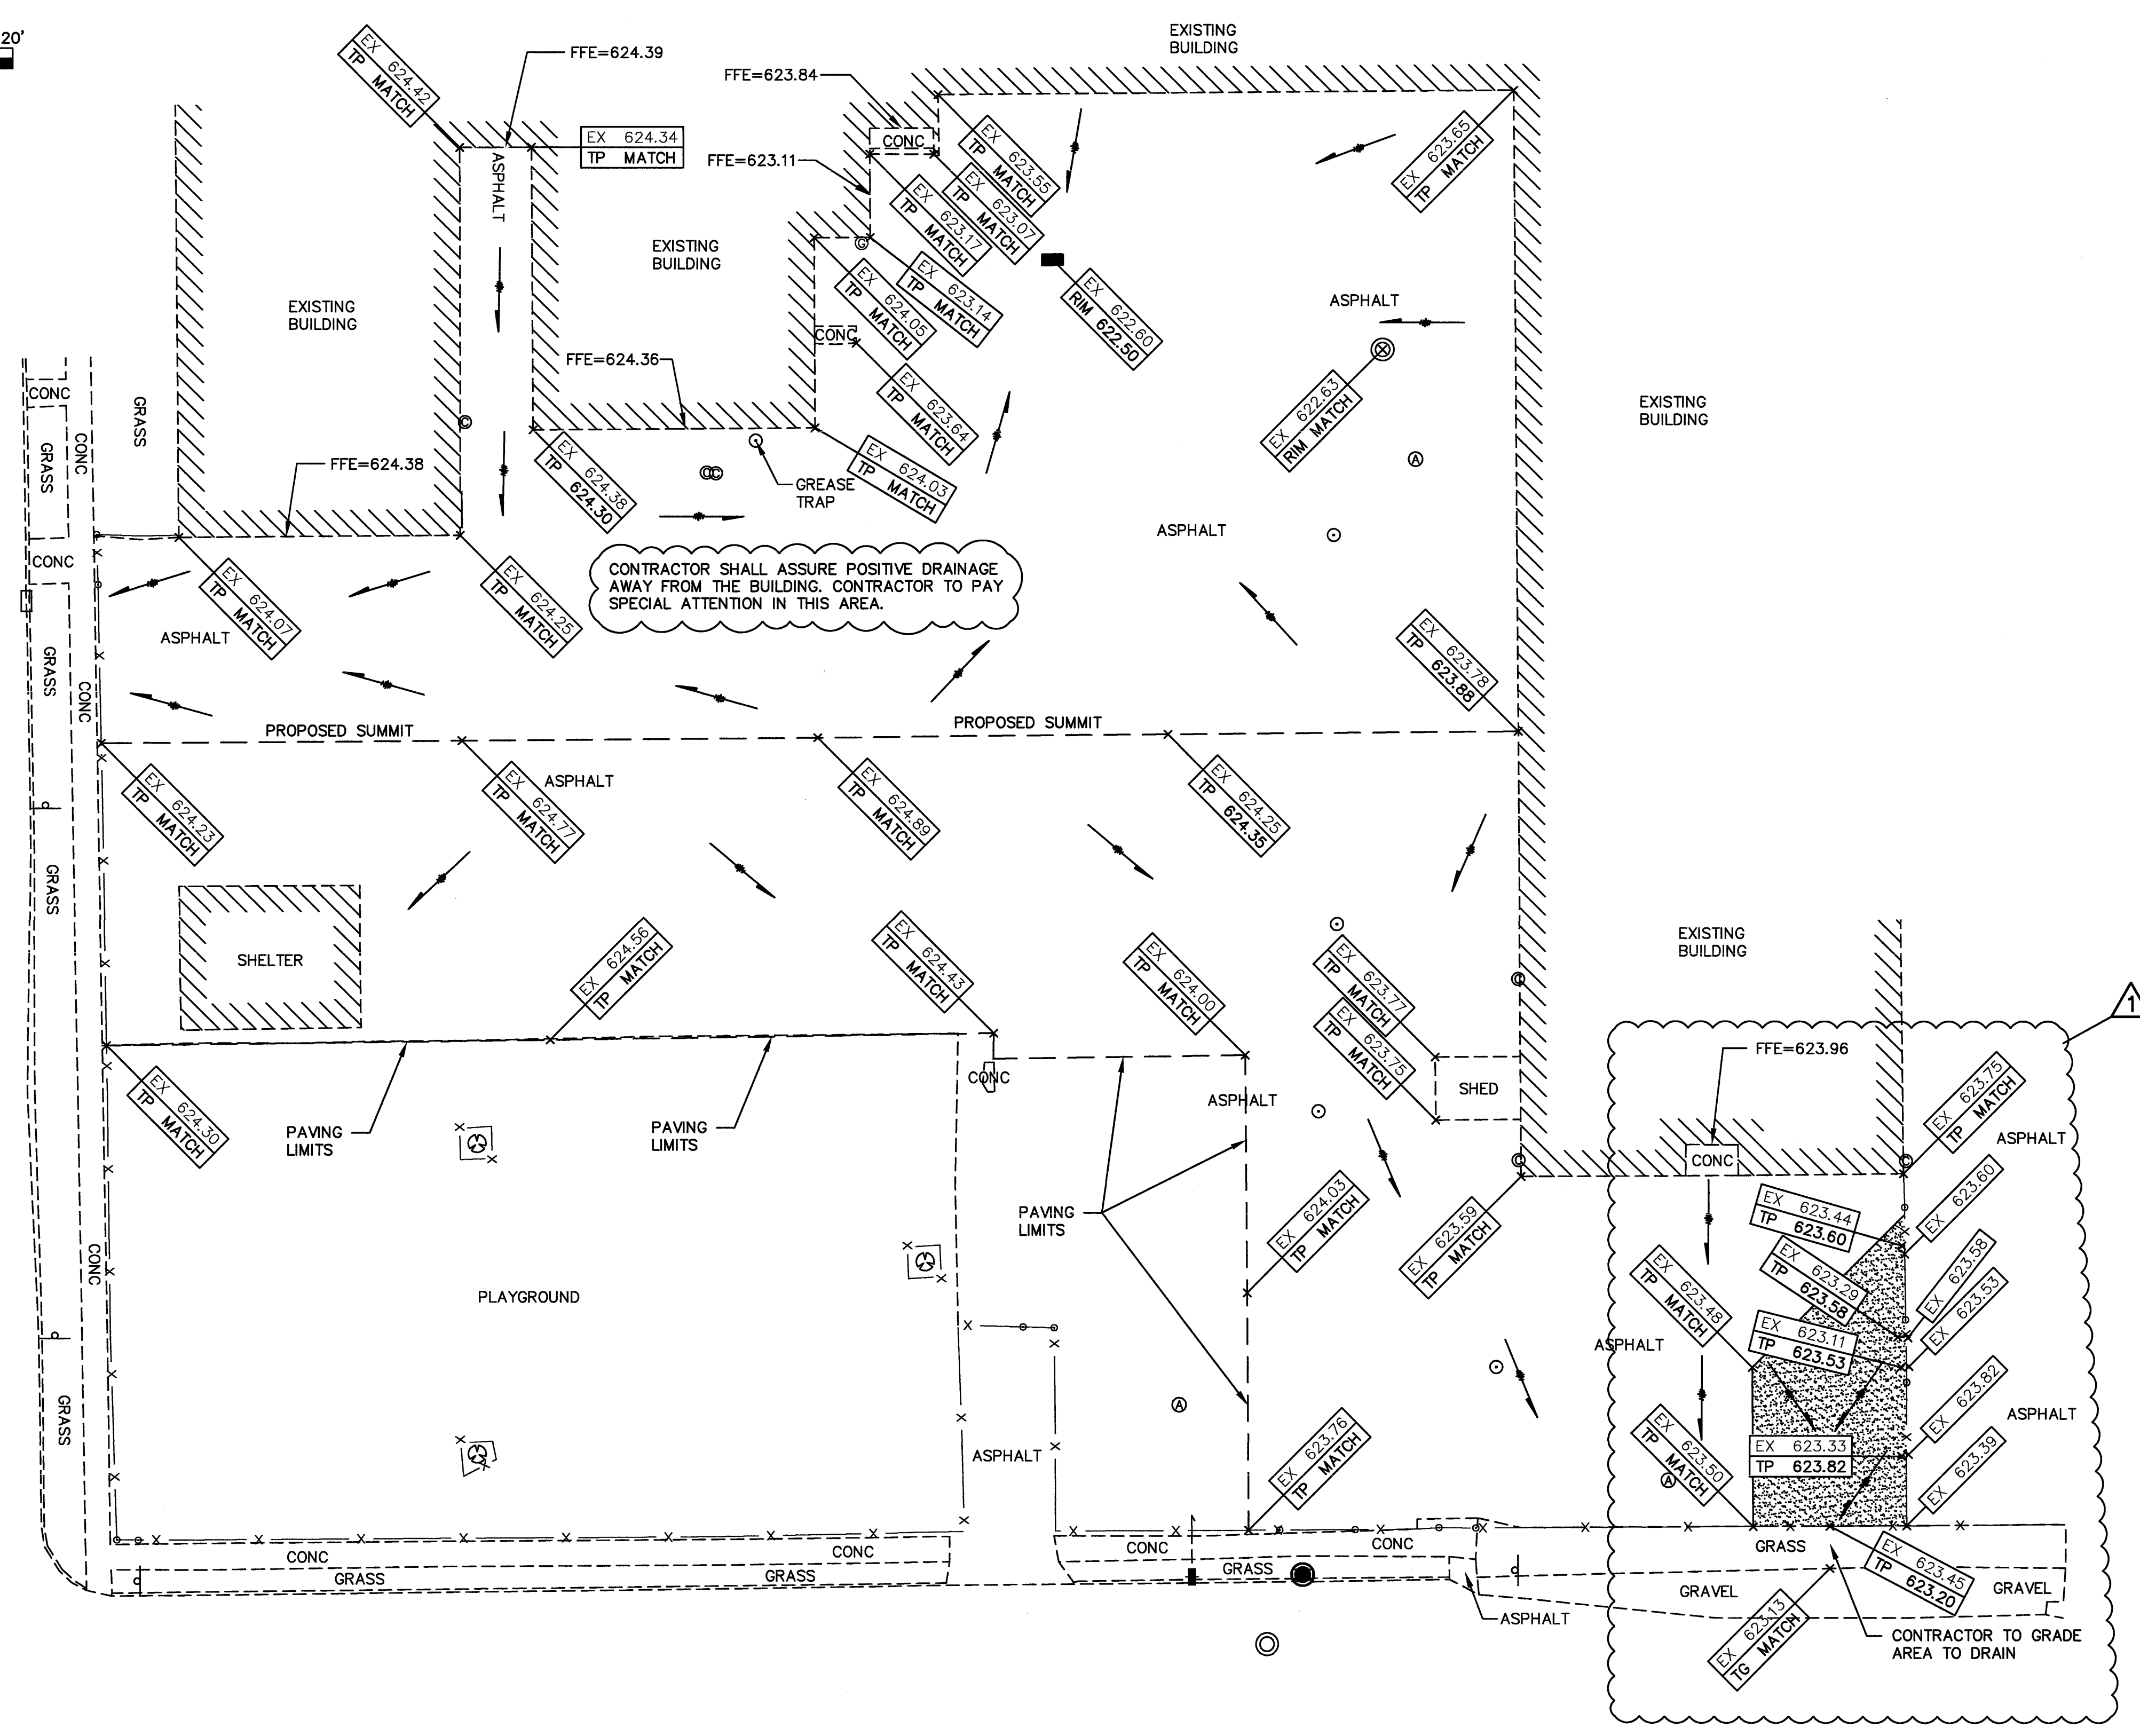 20'
EX 624.42
TP MATCH
FFE=624.39
EX 624.34
TP MATCH
ASPHALT
FFE=623.84
FFE=623.11
CONC
EXISTING
BUILDING
EX 623.55
TP MATCH
EX 623.07
TP MATCH
EX 623.17
TP MATCH
EX 623.14
TP MATCH
G
EX 624.05
TP MATCH
EX 622.60
RIM 622.50
EX 623.65
TP MATCH
ASPHALT
EXISTING
BUILDING
EXISTING
BUILDING
CONC
FFE=624.36
EX 623.64
TP MATCH
EX 622.63
RIM MATCH
A
EXISTING
BUILDING
CONC
GRASS
GRASS
CONC
FFE=624.38
C
EX 624.38
TP 624.30
C
GREASE
TRAP
EX 624.03
TP MATCH
ASPHALT
CONC
EX 624.07
TP MATCH
ASPHALT
EX 624.25
TP MATCH
CONTRACTOR SHALL ASSURE POSITIVE DRAINAGE
AWAY FROM THE BUILDING. CONTRACTOR TO PAY
SPECIAL ATTENTION IN THIS AREA.
EX 623.78
TP 623.88
GRASS
CONC
PROPOSED SUMMIT
PROPOSED SUMMIT
EX 624.23
TP MATCH
EX 624.77
TP MATCH
ASPHALT
EX 624.89
TP MATCH
EX 624.25
TP 624.35
GRASS
SHELTER
EX 624.56
TP MATCH
EX 624.43
TP MATCH
EX 624.00
TP MATCH
EX 623.77
TP MATCH
EX 623.75
TP MATCH
SHED
C
C
EXISTING
BUILDING
1
FFE=623.96
CONC
EX 624.30
TP MATCH
PAVING
LIMITS
PAVING
LIMITS
CONC
ASPHALT
PAVING
LIMITS
EX 624.03
TP MATCH
EX 623.59
TP MATCH
CONC
C
EX 623.75
TP MATCH
ASPHALT
EX 623.60
EX 623.44
TP 623.60
EX 623.58
EX 623.29
TP 623.58
EX 623.53
EX 623.11
TP 623.53
EX 623.48
TP MATCH
ASPHALT
PLAYGROUND
EX 623.82
ASPHALT
EX 623.33
TP 623.82
EX 623.39
EX 623.50
TP MATCH
A
GRASS
A
ASPHALT
EX 623.76
TP MATCH
CONC
CONC
GRASS
GRASS
CONC
CONC
GRASS
ASPHALT
GRASS
GRAVEL
GRAVEL
EX 623.45
TP 623.20
EX 623.13
TG MATCH
CONTRACTOR TO GRADE
AREA TO DRAIN